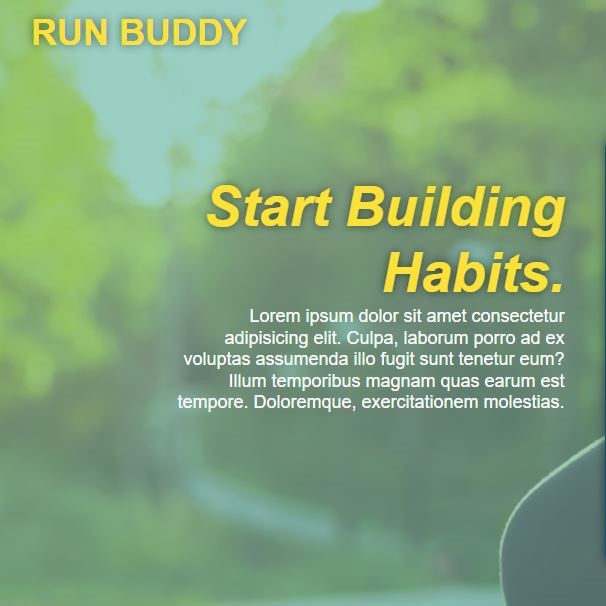 RUN BUDDY
Start Building
Habits.
Lorem ipsum dolor sit amet consectetur
adipisicing elit. Culpa, laborum porro ad ex
voluptas assumenda illo fugit sunt tenetur eum?
Illum temporibus magnam quas earum est
tempore. Doloremque, exercitationem molestias.